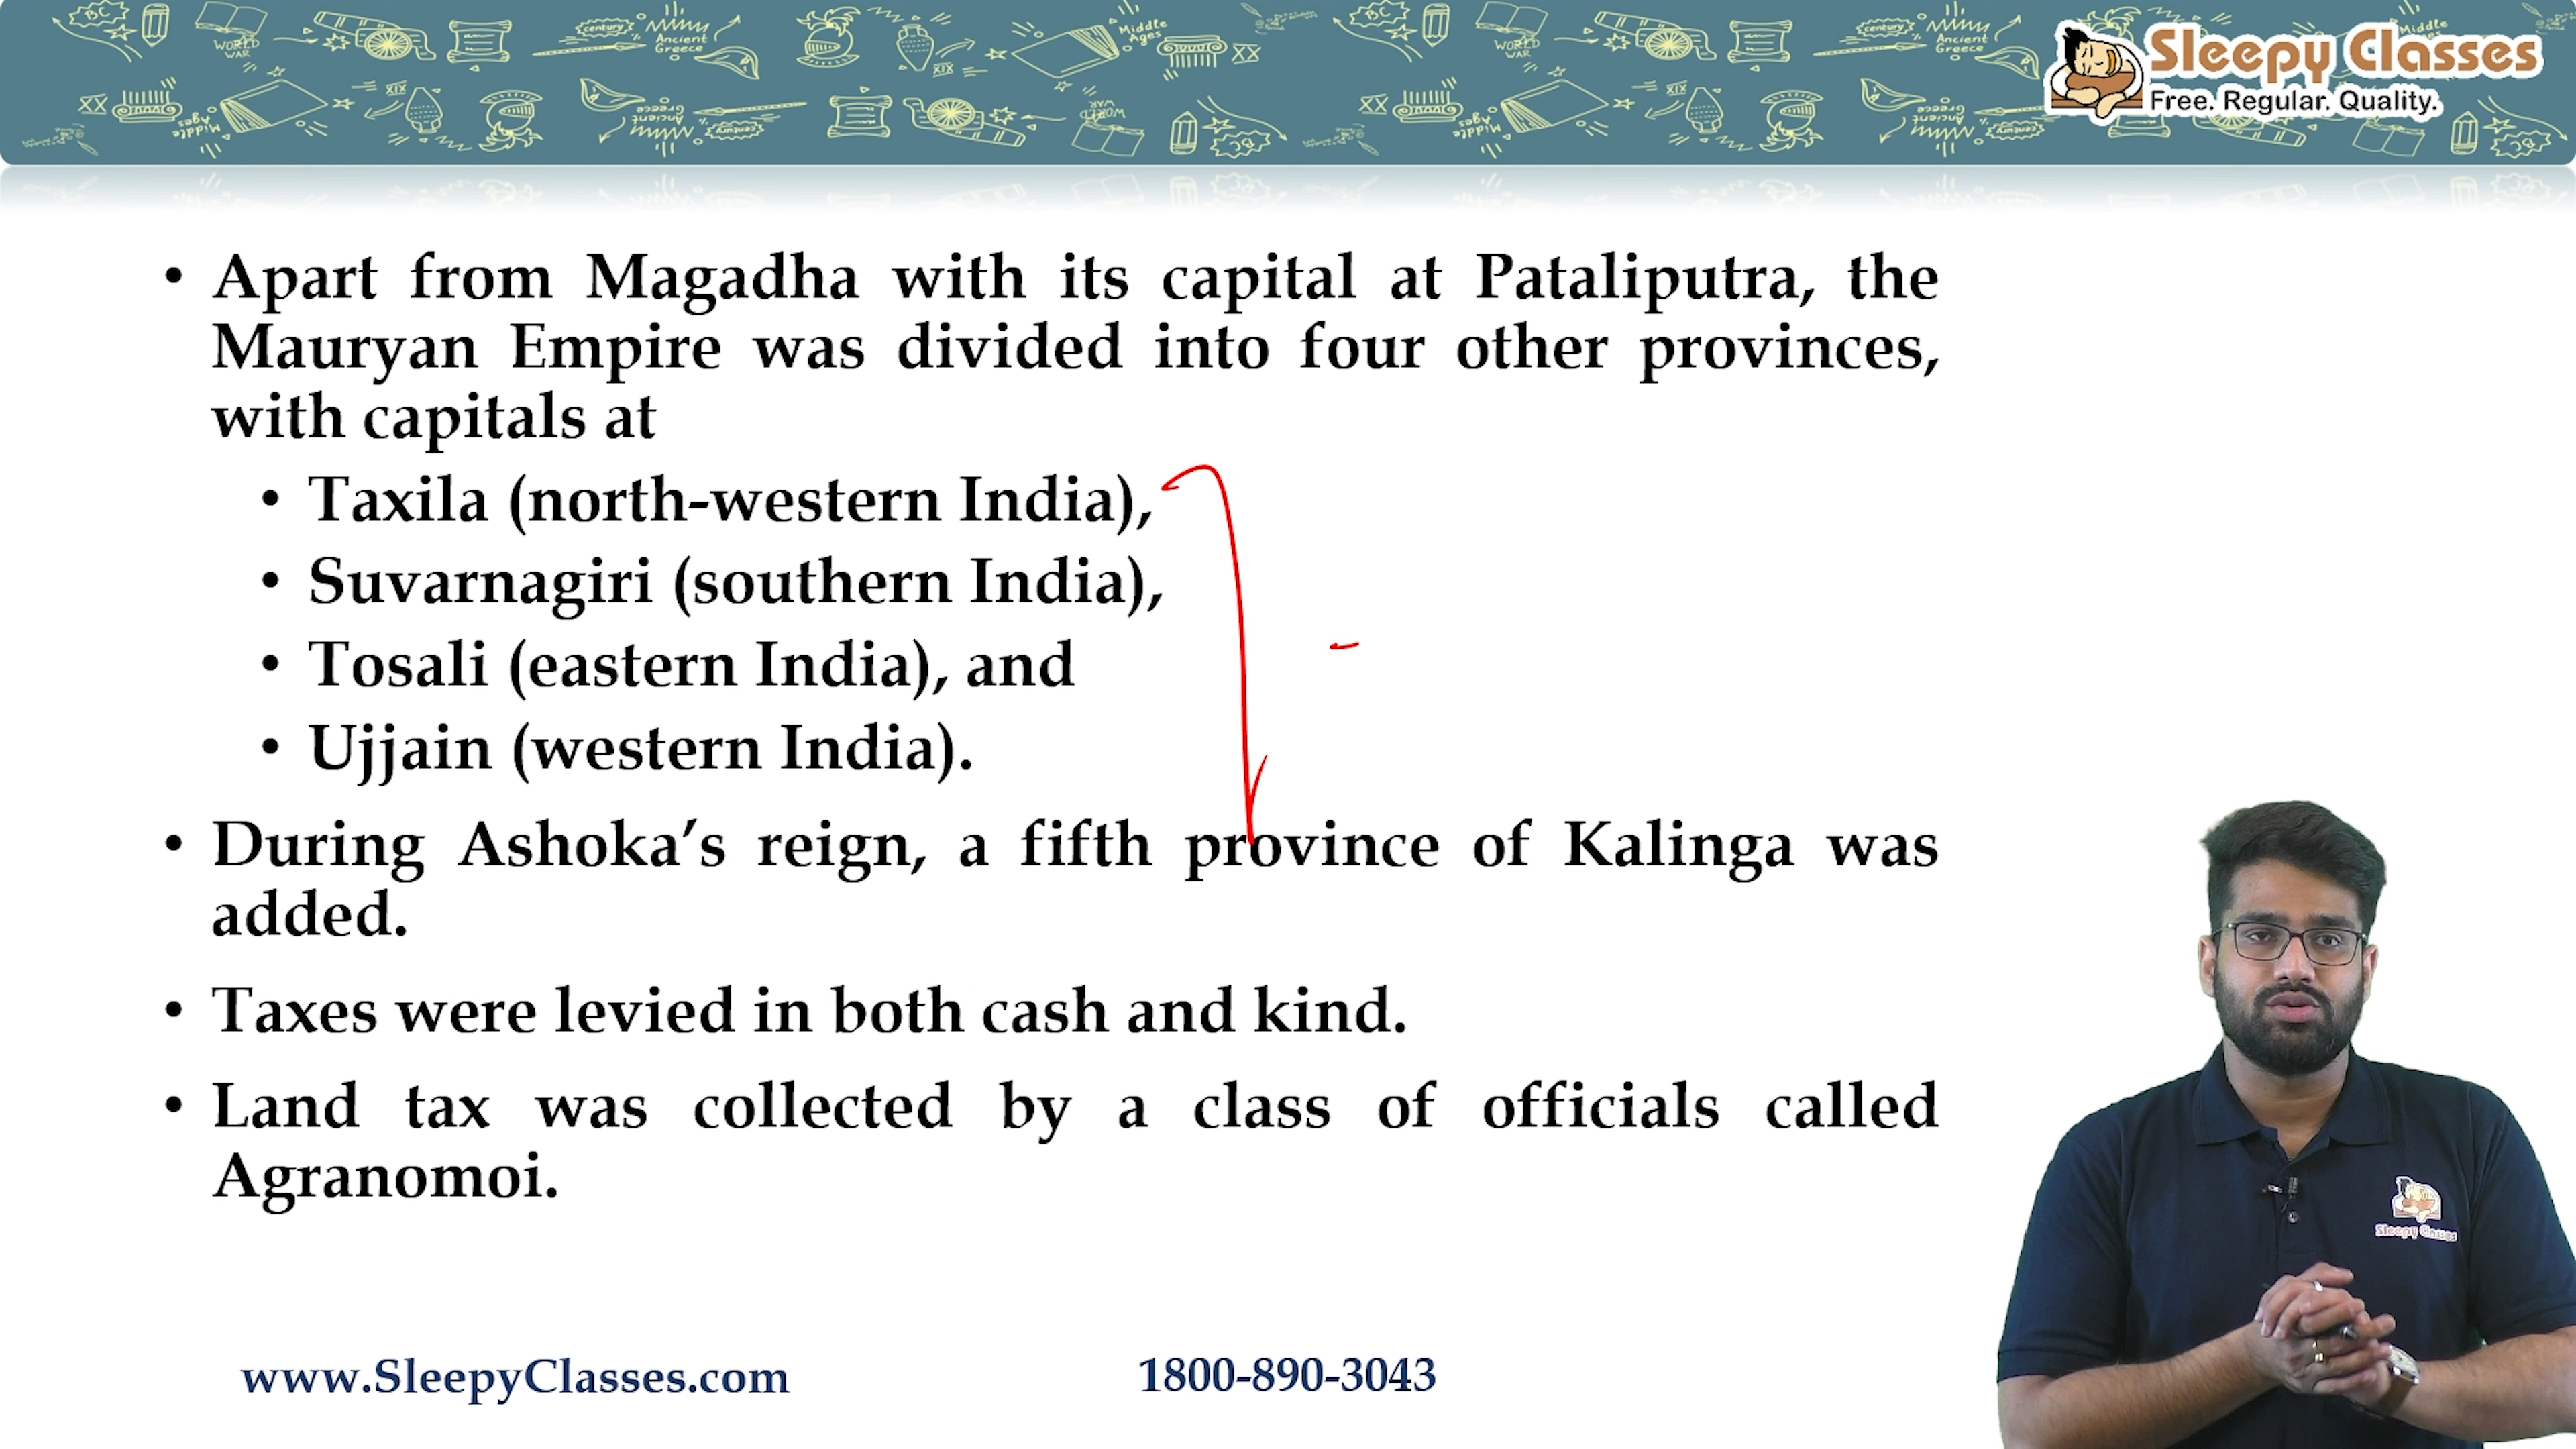 Sleepy Classes
Free. Regular. Quality.
• Apart from Magadha with its capital at Pataliputra, the
Mauryan Empire was divided into four other provinces,
with capitals at
• Taxila (north-western India),
• Suvarnagiri (southern India),
• Tosali (eastern India), and
• Ujjain (western India).
• During Ashoka’s reign, a fifth province of Kalinga was
added.
• Taxes were levied in both cash and kind.
• Land tax was collected by a class of officials called
Agranomoi.
Sleepy Classes
www.SleepyClasses.com
1800-890-3043